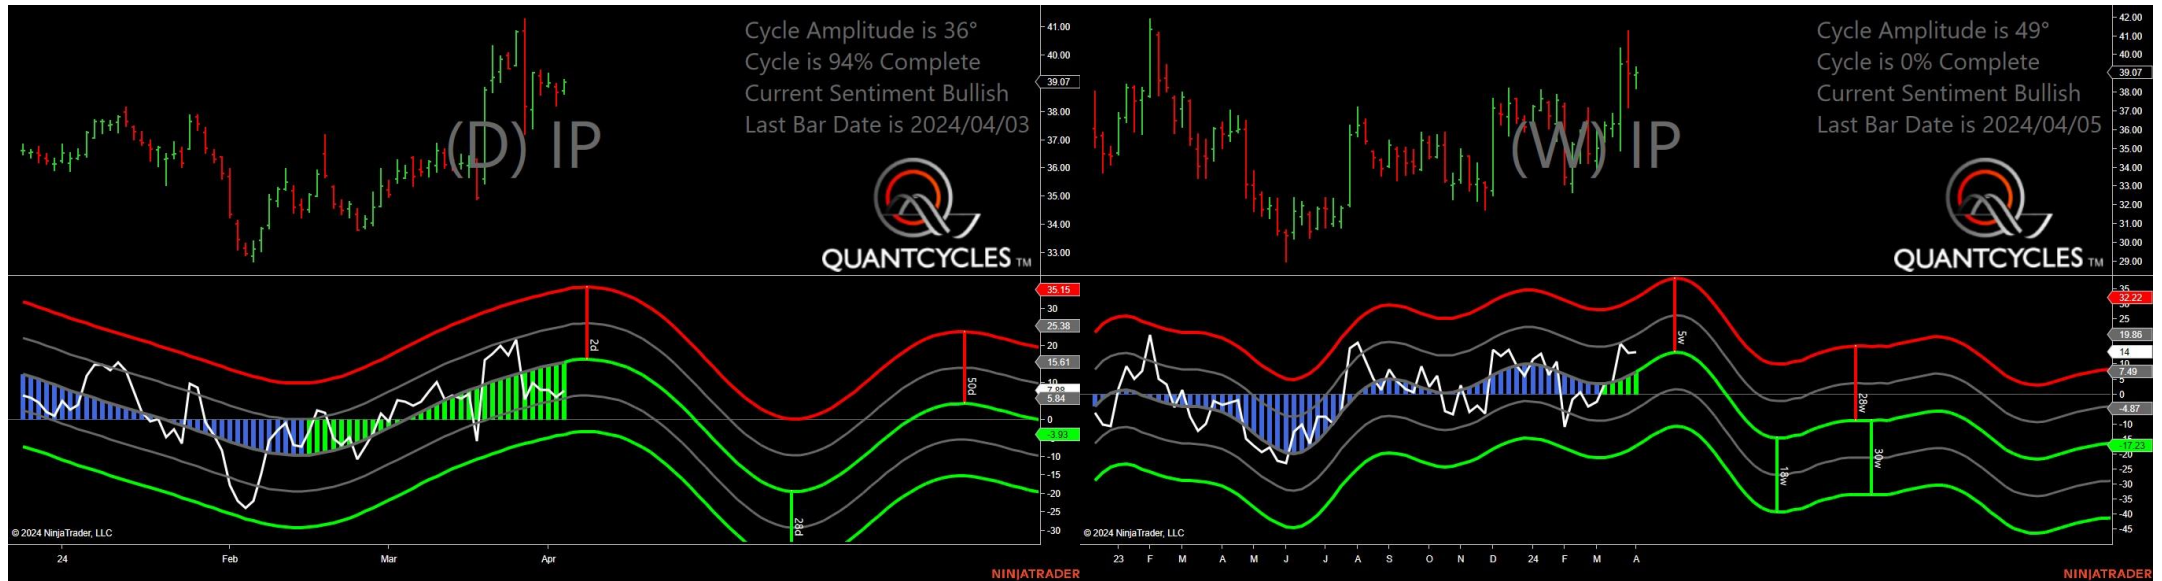 Cycle Amplitude is 36°
Cycle is 94% Complete
Current Sentiment Bullish
Last Bar Date is 2024/04/03
(D) IP
QUANTCYCLES TM
41.00
40.00
39.07
38.00
37.00
36.00
35.00
34.00
33.00
35.15
30
25.38
20
15.61
10
5.84
0
-3.93
-10
-15
-20
-25
-30
2d
28d
50d
© 2024 NinjaTrader, LLC
24 Feb Mar Apr
NINJATRADER
Cycle Amplitude is 49°
Cycle is 0% Complete
Current Sentiment Bullish
Last Bar Date is 2024/04/05
(W) IP
QUANTCYCLES TM
42.00
41.00
40.00
39.07
38.00
37.00
36.00
35.00
34.00
33.00
32.00
31.00
30.00
29.00
35
32.22
25
19.86
14
10
7.49
5
0
-4.87
-10
-17.23
-20
-25
-30
-35
-40
-45
5w
18w
28w
30w
© 2024 NinjaTrader, LLC
23 F M A M J J A S O N D 24 F M A
NINJATRADER